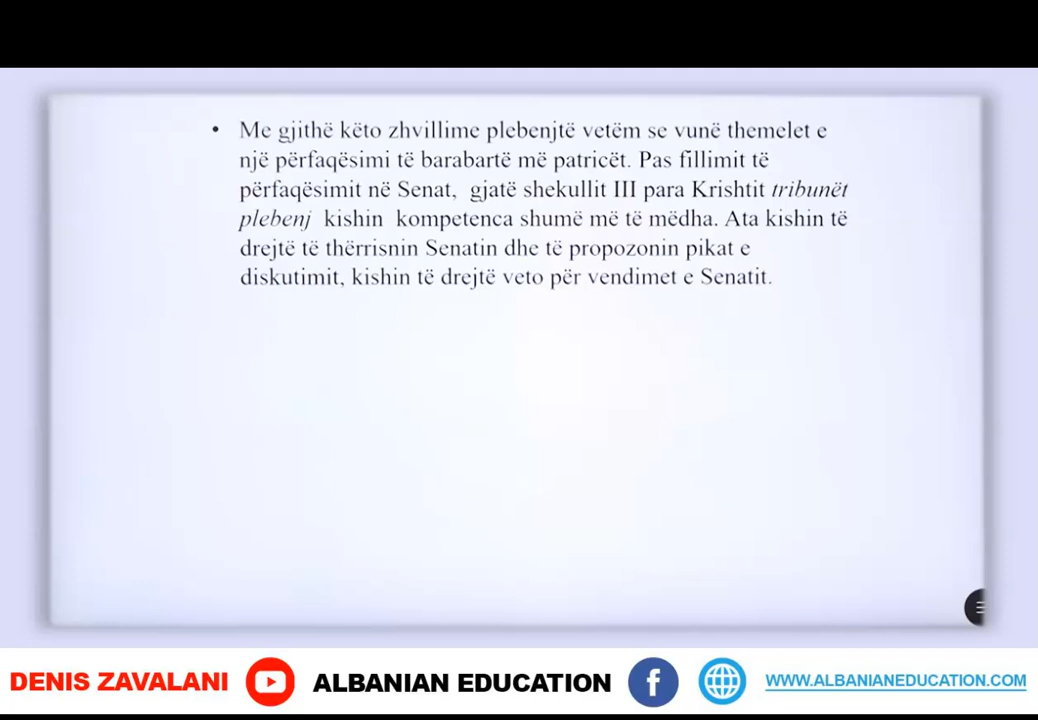 • Me gjithë këto zhvillime plebenjtë vetëm se vunë themelet e
një përfaqësimi të barabartë më patricët. Pas fillimit të
përfaqësimit në Senat, gjatë shekullit III para Krishtit tribunët
plebenj kishin kompetenca shumë më të mëdha. Ata kishin të
drejtë të thërrisnin Senatin dhe të propozonin pikat e
diskutimit, kishin të drejtë veto për vendimet e Senatit.
DENIS ZAVALANI ALBANIAN EDUCATION WWW.ALBANIANEDUCATION.COM